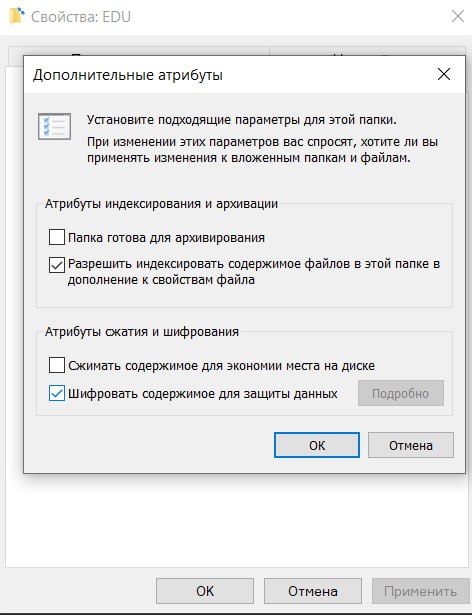 Свойства: EDU
Дополнительные атрибуты
Установите подходящие параметры для этой папки.
При изменении этих параметров вас спросят, хотите ли вы
применять изменения к вложенным папкам и файлам.
Атрибуты индексирования и архивации
Папка готова для архивирования
Разрешить индексировать содержимое файлов в этой папке в
дополнение к свойствам файла
Атрибуты сжатия и шифрования
Сжимать содержимое для экономии места на диске
Шифровать содержимое для защиты данных Подробно
ОК Отмена
ОК Отмена Применить